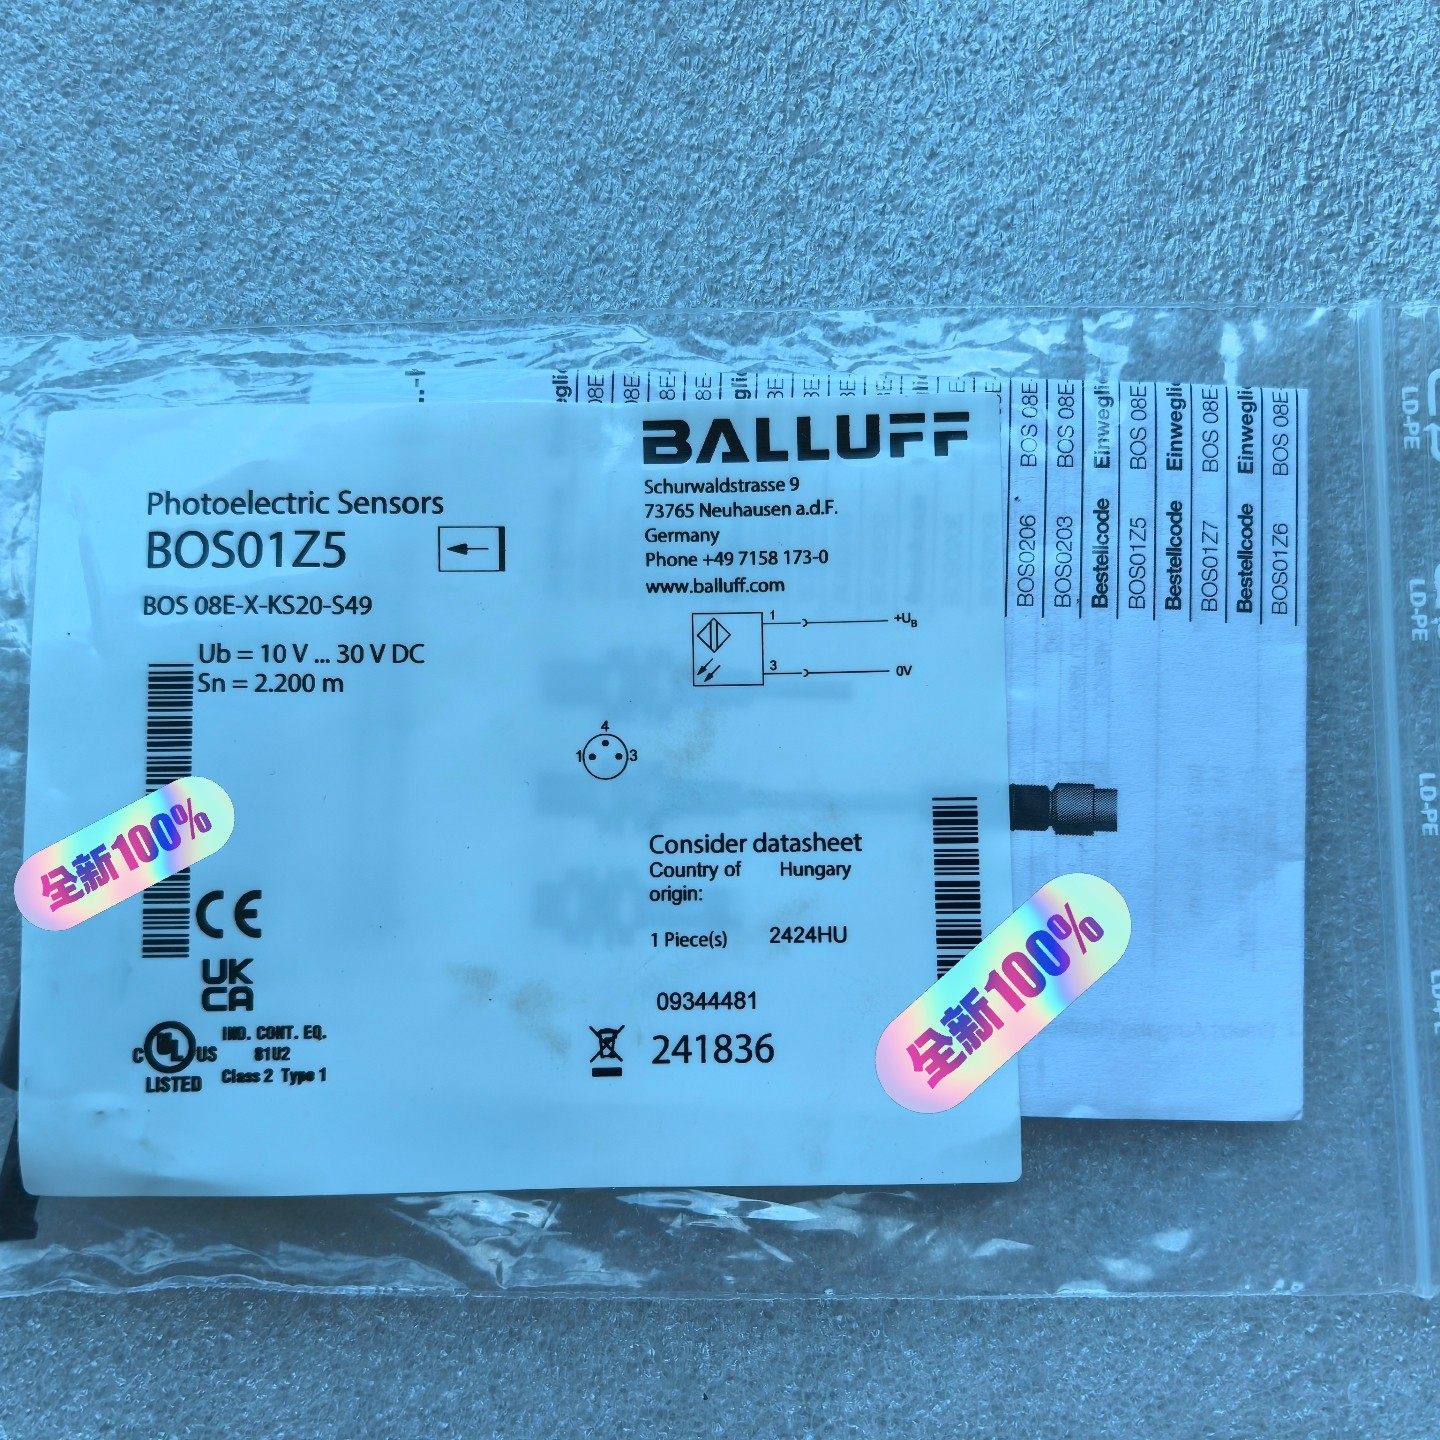 BALLUFF
Schurwaldstrasse 9
73765 Neuhausen a.d.F.
Germany
Phone +49 7158 173-0
www.balluff.com
Photoelectric Sensors
BOS01Z5
BOS 08E-X-KS20-S49
Ub = 10 V ... 30 V DC
Sn = 2.200 m
1
+UB
3
0V
4
1
3
Consider datasheet
Country of Hungary
origin:
1 Piece(s) 2424HU
09344481
241836
CE
UK
CA
C UL US
LISTED
IND. CONT. EQ.
81U2
Class 2 Type 1
全新100%
全新100%
BOS0206 BOS 08E
BOS0203 BOS 08E
Bestellcode Einwegli
BOS01Z5 BOS 08E
Bestellcode Einwegli
BOS01Z7 BOS 08E
Bestellcode Einwegli
BOS01Z6 BOS 08E
LD-PE
LD-PE
LD-PE